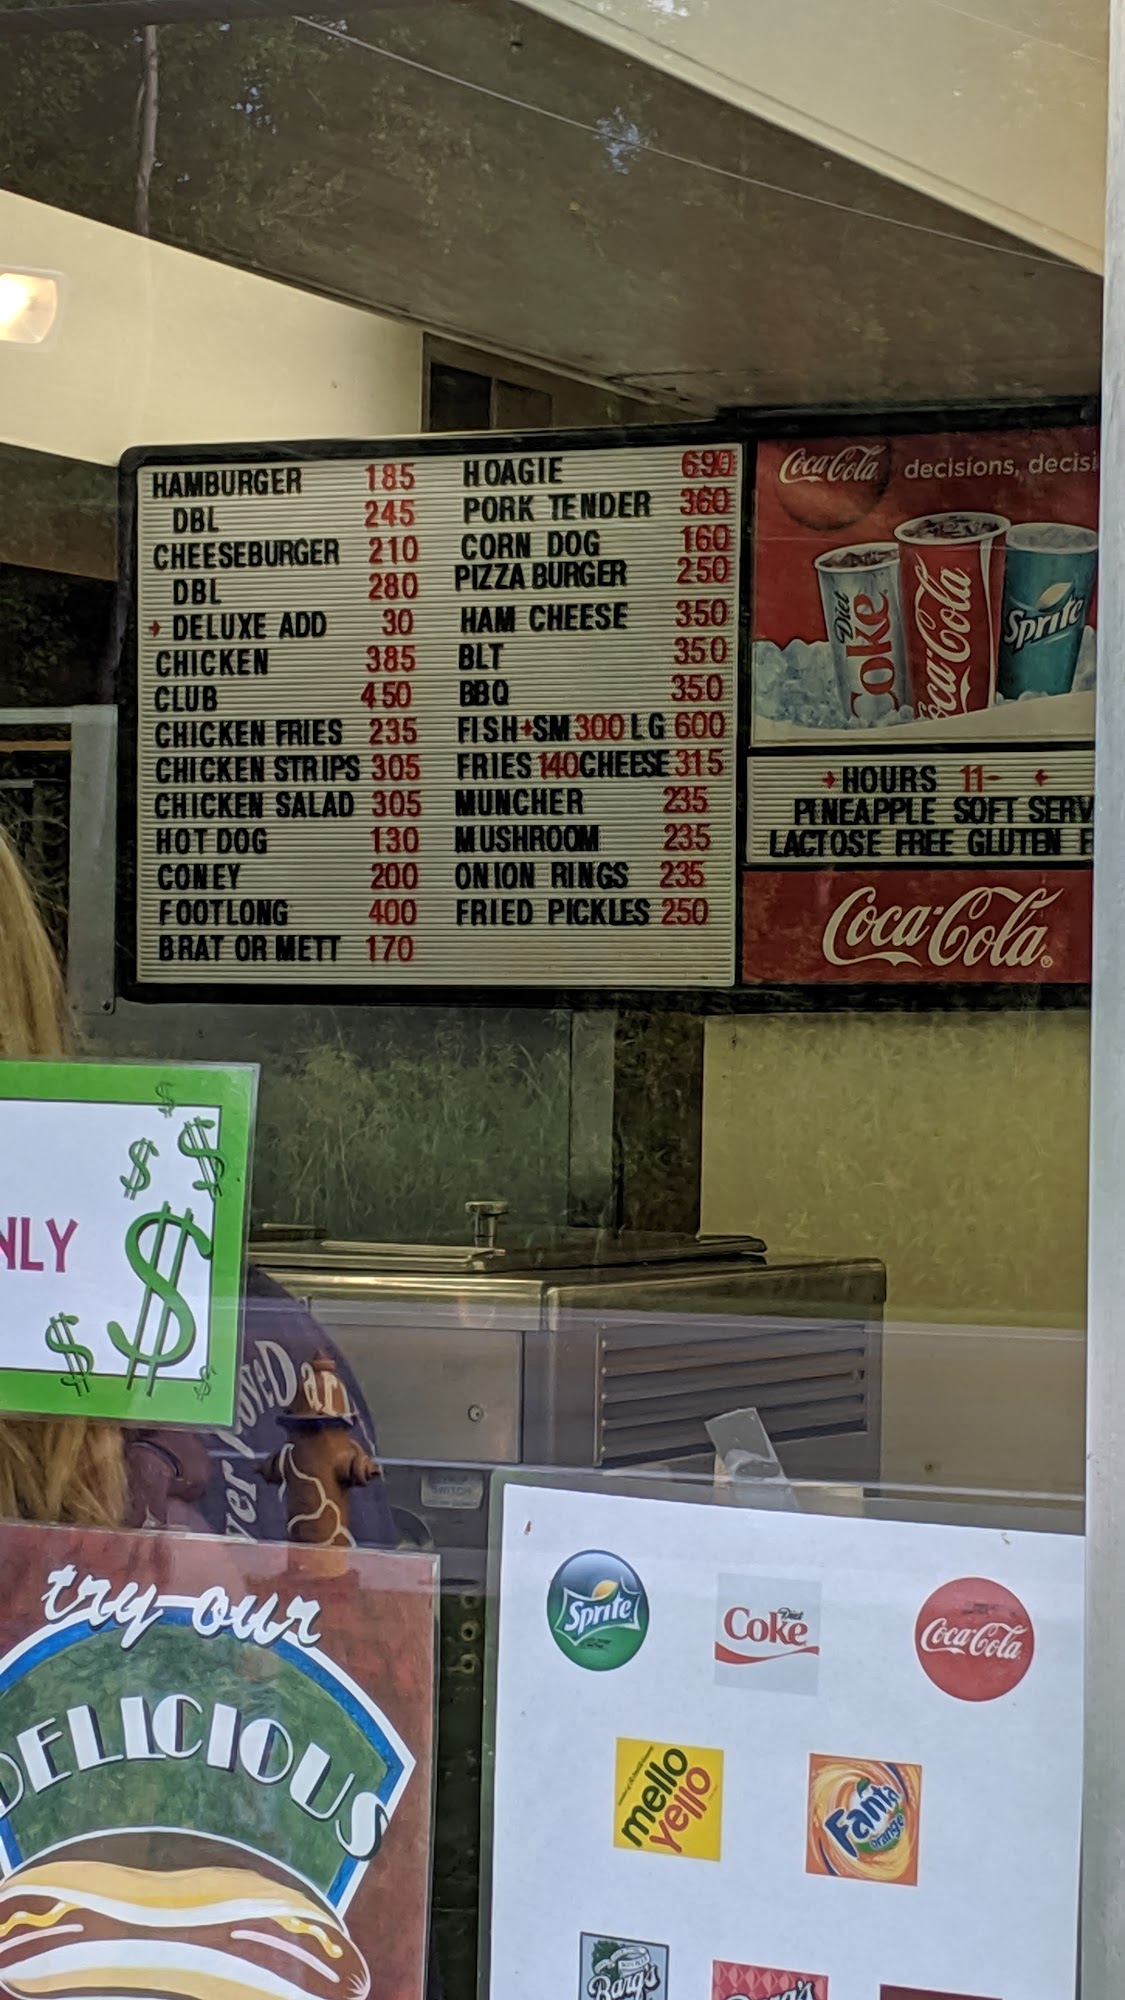 HAMBURGER 185
DBL 245
CHEESEBURGER 210
DBL 280
DELUXE ADD 30
CHICKEN 385
CLUB 450
CHICKEN FRIES 235
CHICKEN STRIPS 305
CHICKEN SALAD 305
HOT DOG 130
CONEY 200
FOOTLONG 400
BRAT OR METT 170
HOAGIE 690
PORK TENDER 360
CORN DOG 160
PIZZA BURGER 250
HAM CHEESE 350
BLT 350
BBQ 350
FISH SM 300 LG 600
FRIES 140 CHEESE 315
MUNCHER 235
MUSHROOM 235
ONION RINGS 235
FRIED PICKLES 250
Coca-Cola decisions, decisi
Diet Coke
Coca-Cola
Sprite
HOURS 11-
PINEAPPLE SOFT SERV
LACTOSE FREE GLUTEN F
Coca-Cola
NLY
$ $ $ $ $ $
try our
DELICIOUS
Sprite
Diet Coke
Coca-Cola
mello yello
Fanta orange
Barq's